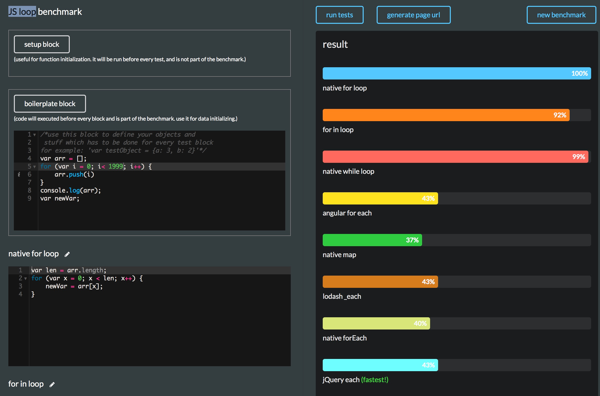 JS loop benchmark
setup block
(useful for function initialization. it will be run before every test, and is not part of the benchmark.)
boilerplate block
(code will executed before every block and is part of the benchmark, use it for data initializing.)
1 /*use this block to define your objects and
2 stuff which has to be done for every test block
3 for example: 'var testObject = {a: 3, b: 2}'*/
4 var arr = [];
5 for (var i = 0; i< 1999; i++) {
6 arr.push(i)
7 }
8 console.log(arr);
9 var newVar;
native for loop
1 var len = arr.length;
2 for (var x = 0; x < len; x++) {
3 newVar = arr[x];
4 }
for in loop
run tests
generate page url
new benchmark
result
100%
native for loop
92%
for in loop
99%
native while loop
43%
angular for each
37%
native map
43%
lodash _each
40%
native forEach
43%
jQuery each (fastest!)